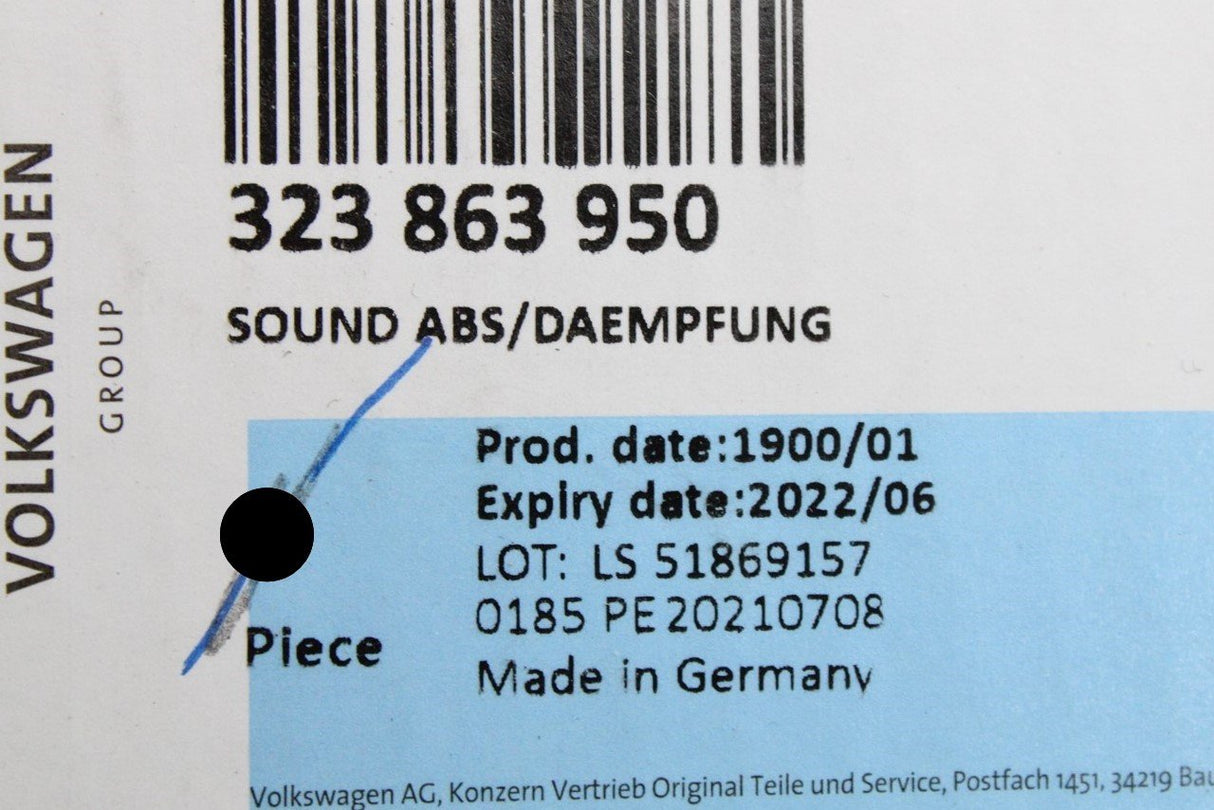 VOLKSWAGEN
GROUP
323 863 950
SOUND ABS/DAEMPFUNG
Prod. date:1900/01
Expiry date:2022/06
LOT: LS 51869157
0185 PE 20210708
Piece
Made in Germany
Volkswagen AG, Konzern Vertrieb Original Teile und Service, Postfach 1451, 34219